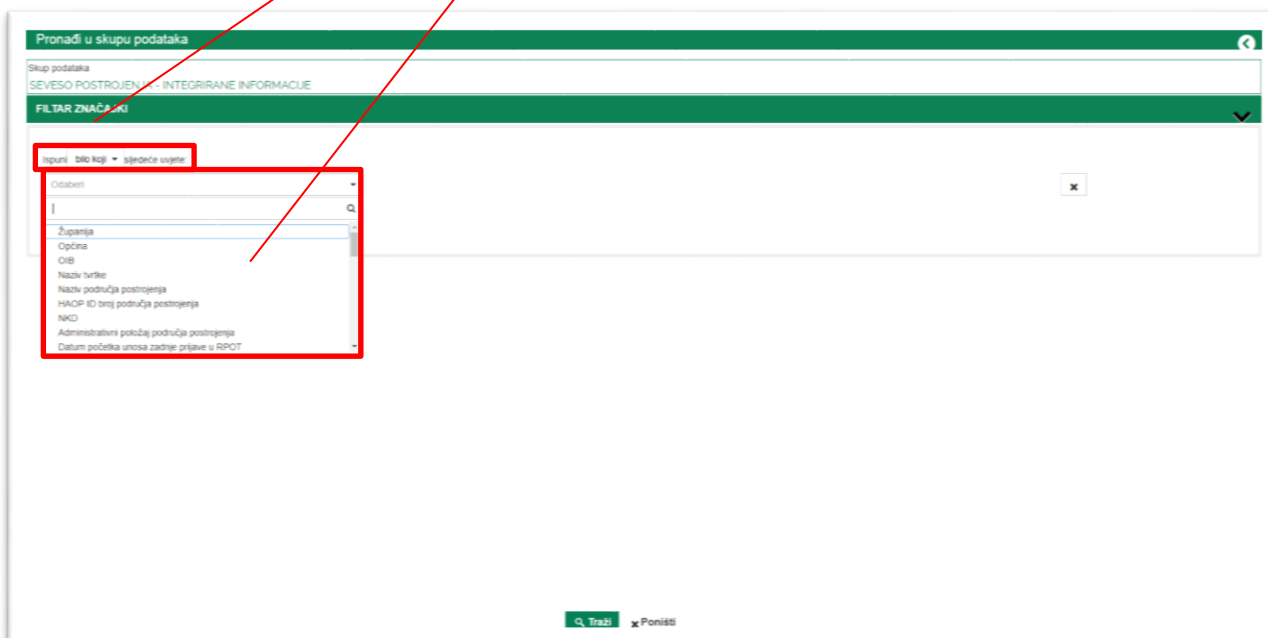 Pronađi u skupu podataka
Skup podataka
SEVESO POSTROJENJA - INTEGRIRANE INFORMACIJE
FILTAR ZNAČAJKI
Ispuni bilo koji sljedeće uvjete:
Odaberi
Županija
Općina
OIB
Naziv tvrtke
Naziv područja postrojenja
HAOP ID broj područja postrojenja
NKD
Administrativni položaj područja postrojenja
Datum početka unosa zadnje prijave u RPOT
Traži Poništi